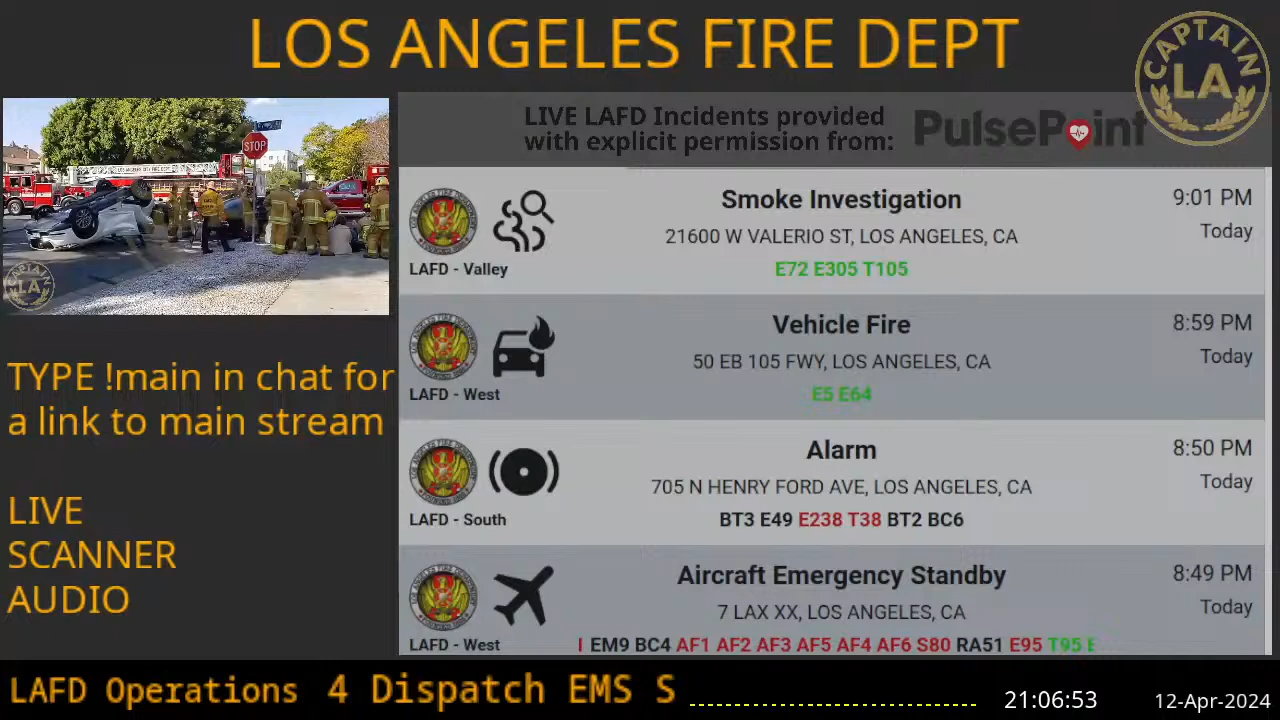 LOS ANGELES FIRE DEPT
CAPTAIN
LA
LIVE LAFD Incidents provided
with explicit permission from:
PulsePoint
STOP
CAPTAIN
LA
TYPE !main in chat for
a link to main stream
LIVE
SCANNER
AUDIO
Smoke Investigation
9:01 PM
21600 W VALERIO ST, LOS ANGELES, CA
Today
LAFD - Valley
E72 E305 T105
Vehicle Fire
8:59 PM
50 EB 105 FWY, LOS ANGELES, CA
Today
LAFD - West
E5 E64
Alarm
8:50 PM
705 N HENRY FORD AVE, LOS ANGELES, CA
Today
LAFD - South
BT3 E49 E238 T38 BT2 BC6
Aircraft Emergency Standby
8:49 PM
7 LAX XX, LOS ANGELES, CA
Today
LAFD - West
EM9 BC4 AF1 AF2 AF3 AF5 AF4 AF6 S80 RA51 E95 T95 E
LAFD Operations 4 Dispatch EMS S
21:06:53
12-Apr-2024